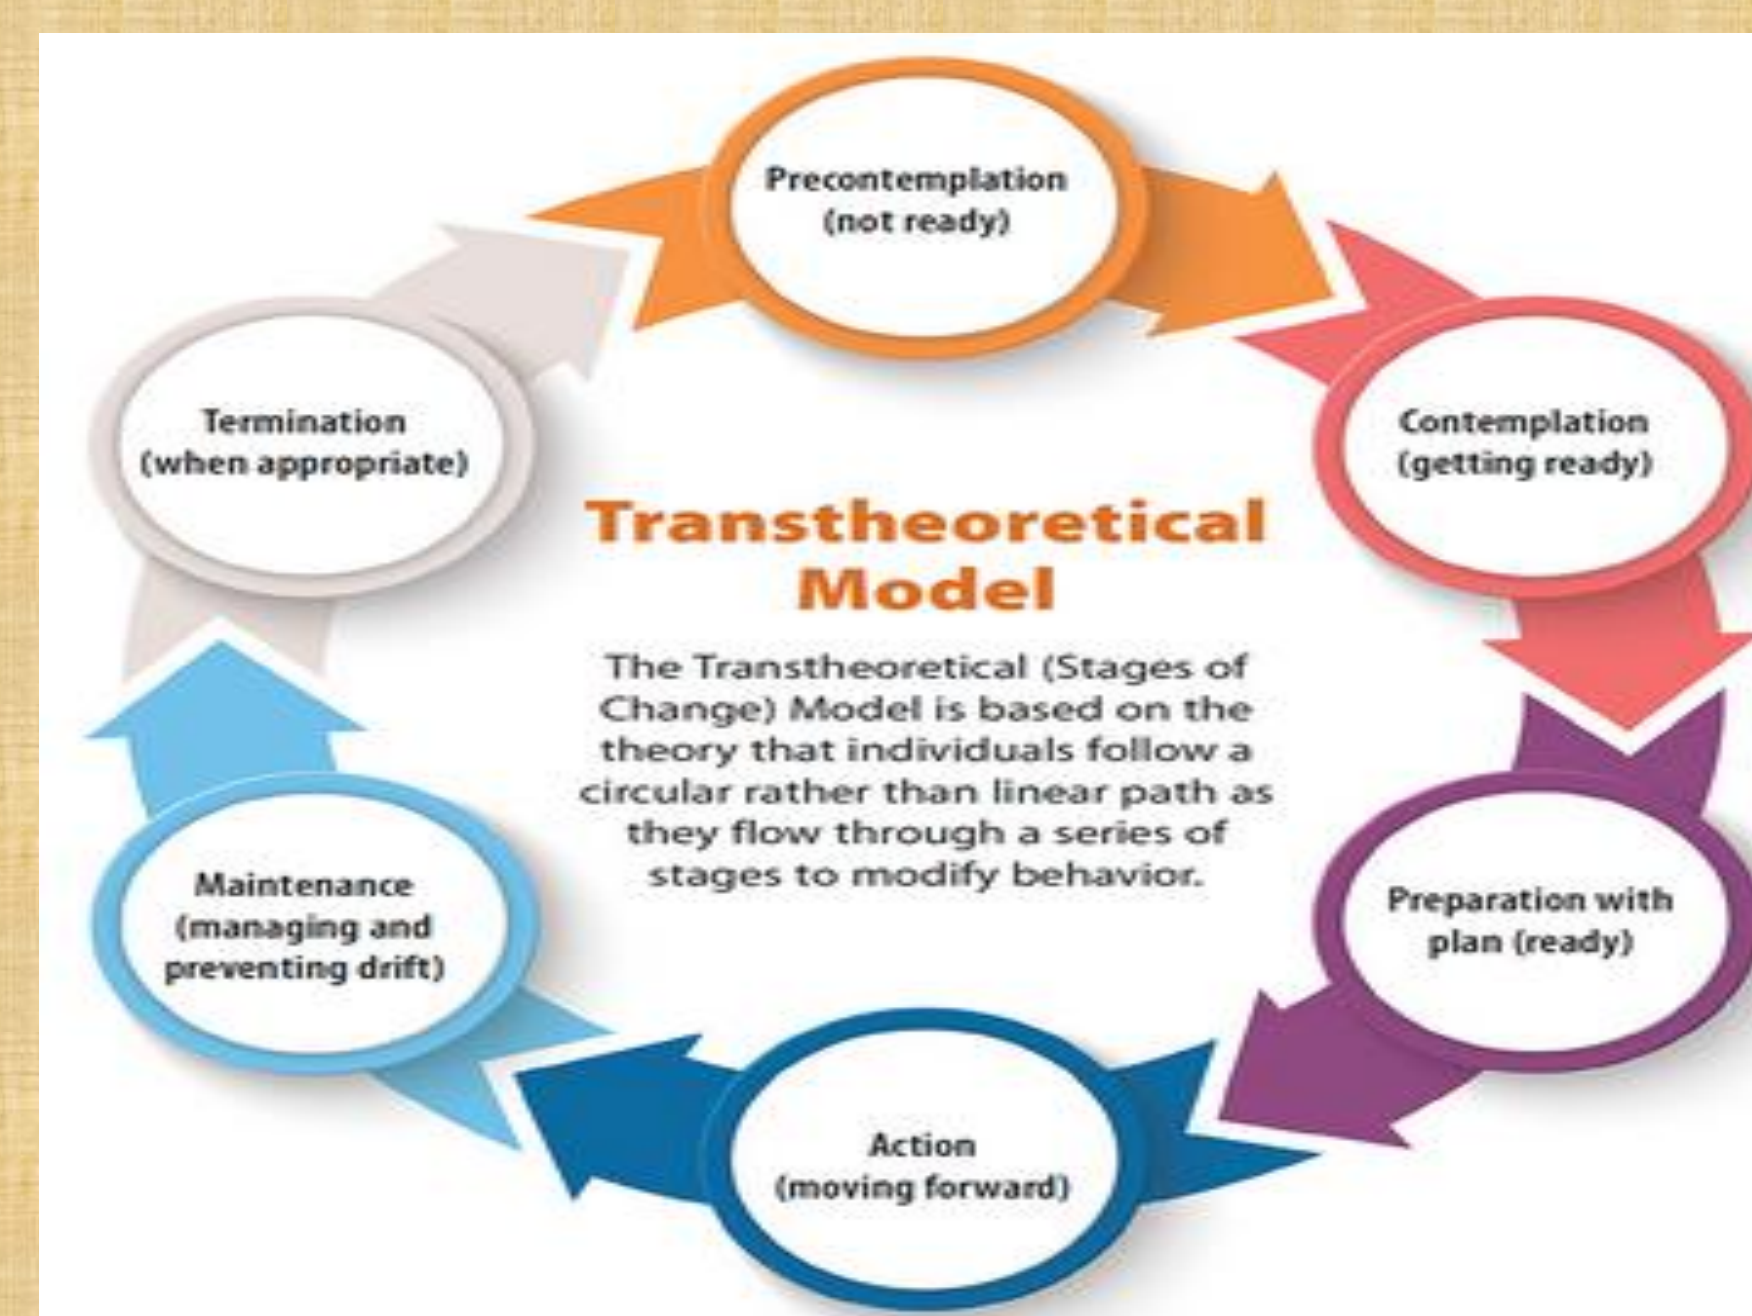 Precontemplation
(not ready)
Contemplation
(getting ready)
Preparation with
plan (ready)
Action
(moving forward)
Maintenance
(managing and
preventing drift)
Termination
(when appropriate)
Transtheoretical
Model
The Transtheoretical (Stages of
Change) Model is based on the
theory that individuals follow a
circular rather than linear path as
they flow through a series of
stages to modify behavior.